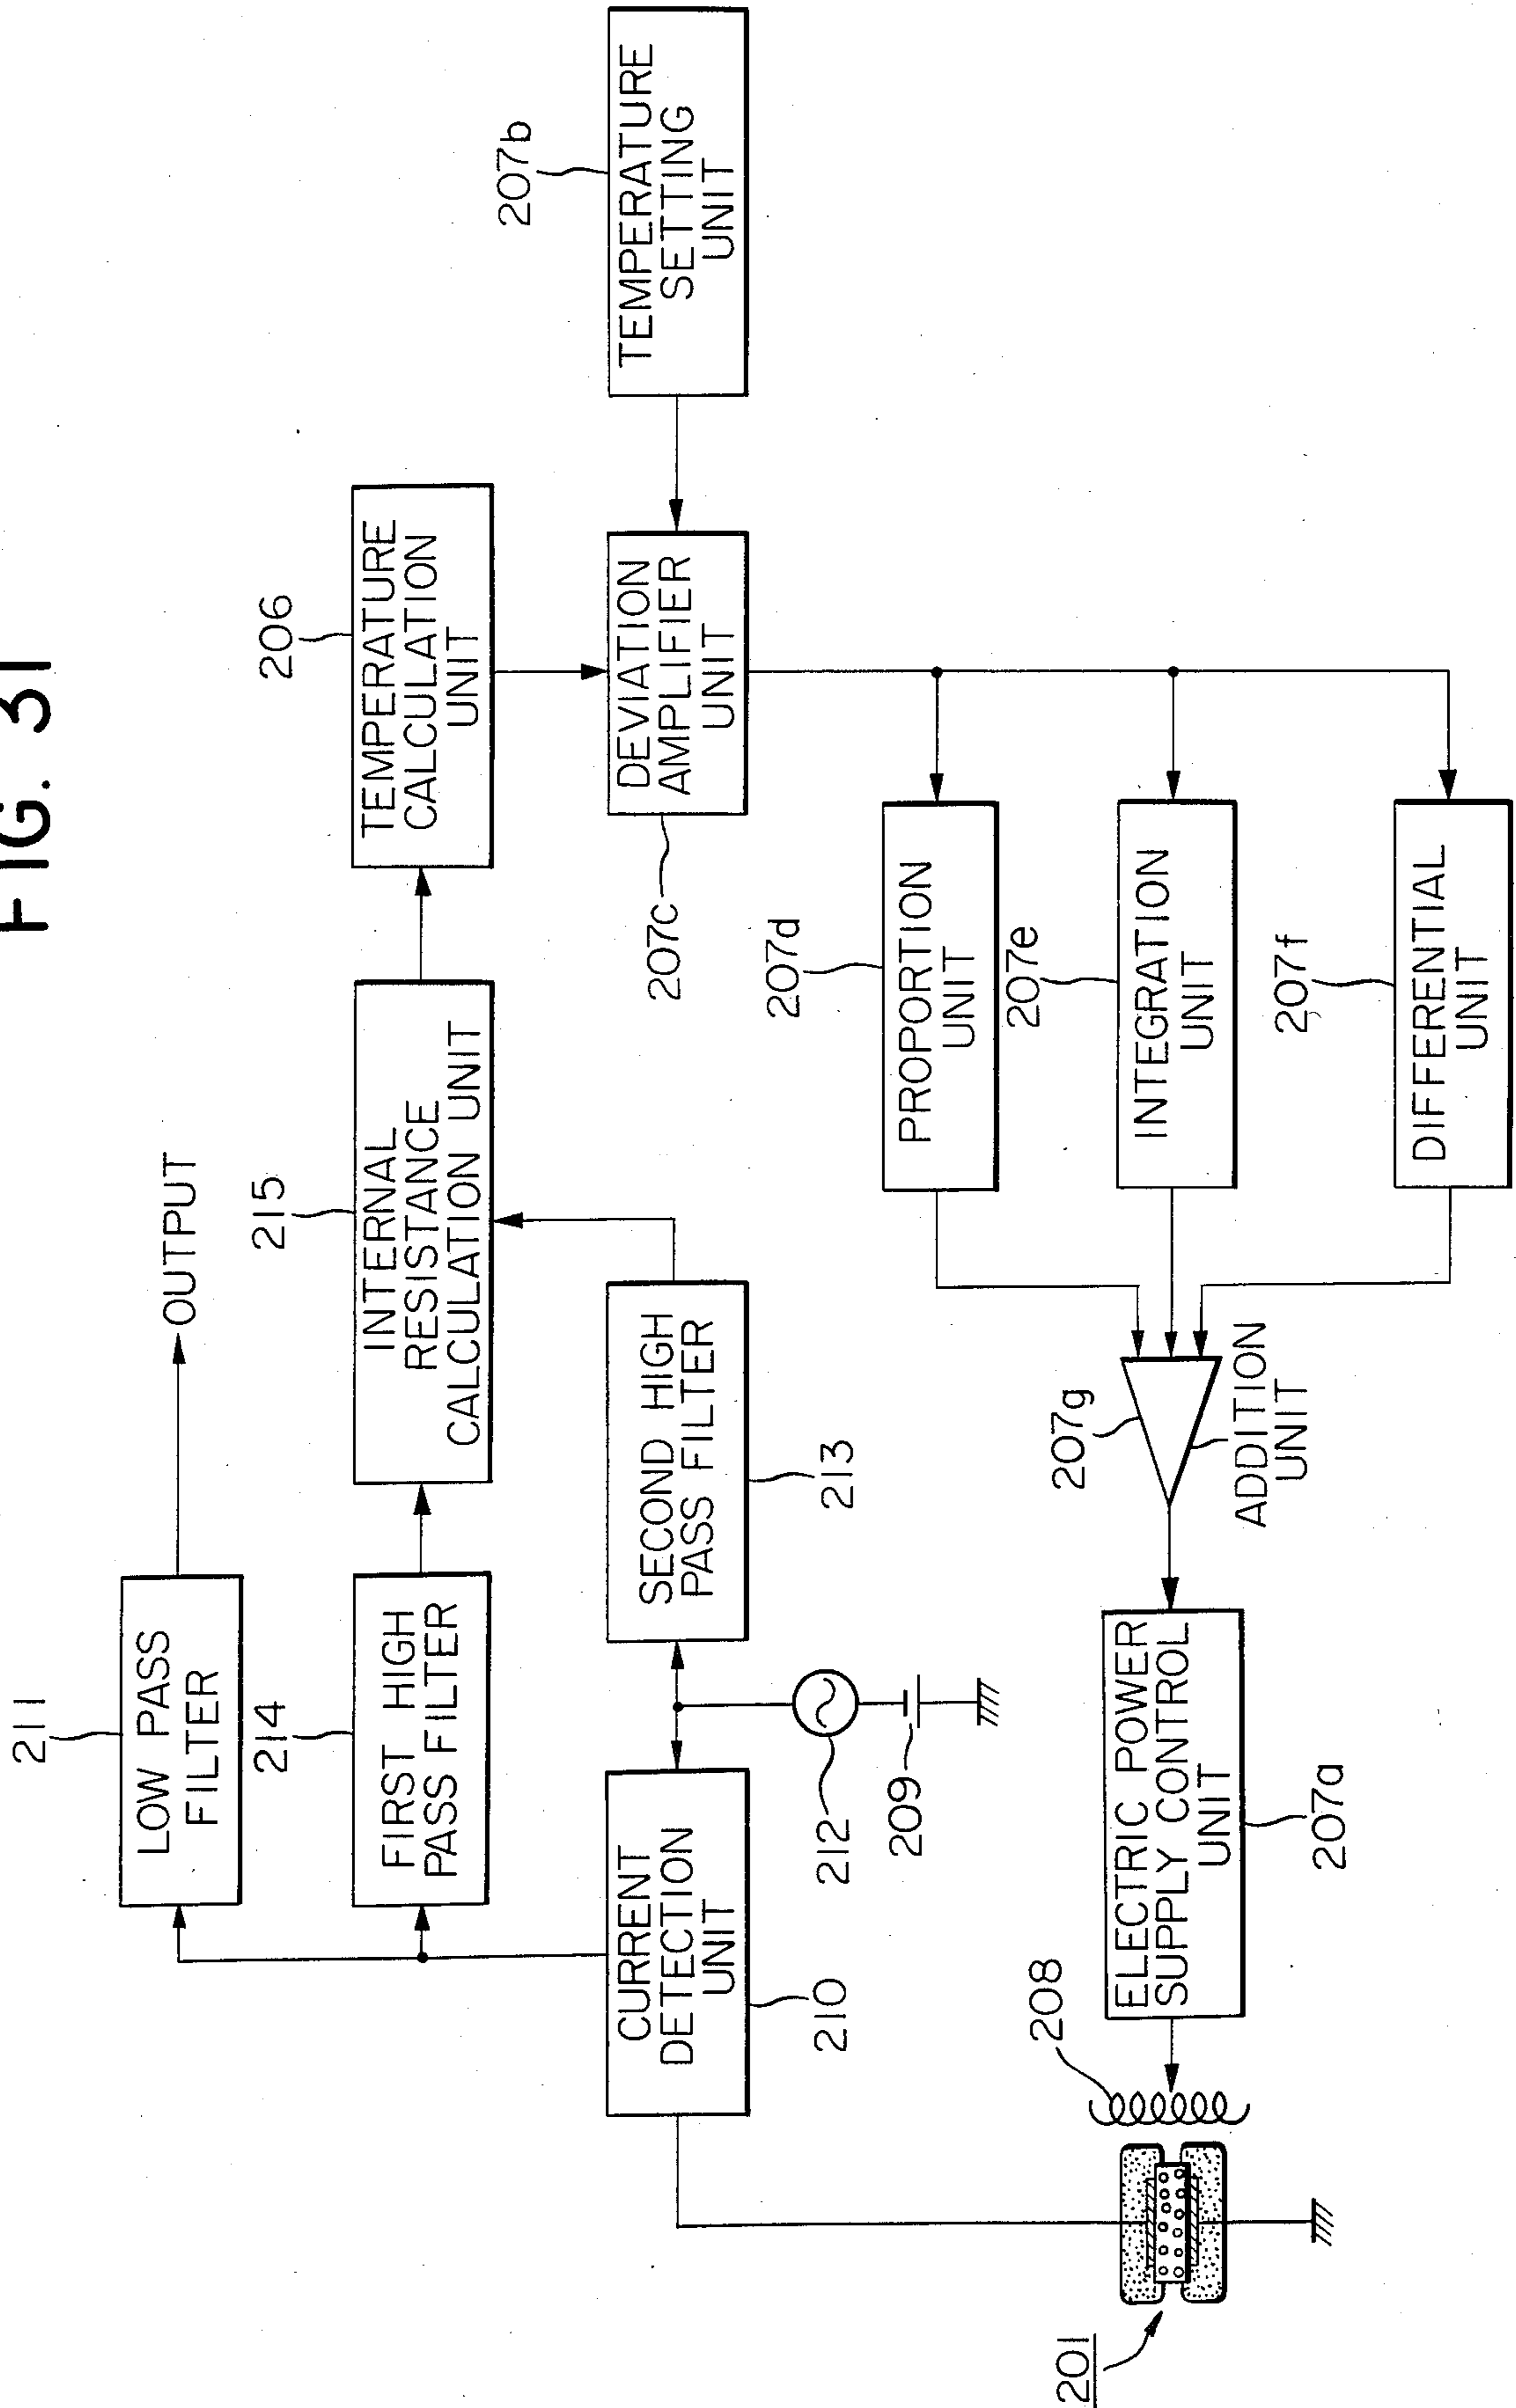 FIG. 31
211
LOW PASS
FILTER
OUTPUT
214
FIRST HIGH
PASS FILTER
215
INTERNAL
RESISTANCE
CALCULATION UNIT
206
TEMPERATURE
CALCULATION
UNIT
207b
TEMPERATURE
SETTING
UNIT
CURRENT
DETECTION
UNIT
210
SECOND HIGH
PASS FILTER
213
212
209
DEVIATION
AMPLIFIER
UNIT
207c
207d
PROPORTION
UNIT
207e
INTEGRATION
UNIT
207f
DIFFERENTIAL
UNIT
207g
ADDITION
UNIT
ELECTRIC POWER
SUPPLY CONTROL
UNIT
207a
208
201